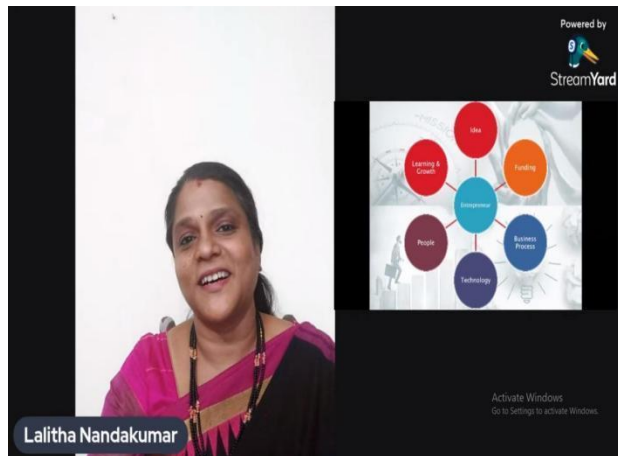 Powered by
StreamYard
Idea
Learning &
Growth
Funding
Entrepreneur
People
Business
Process
Technology
Activate Windows
Go to Settings to activate Windows.
Lalitha Nandakumar